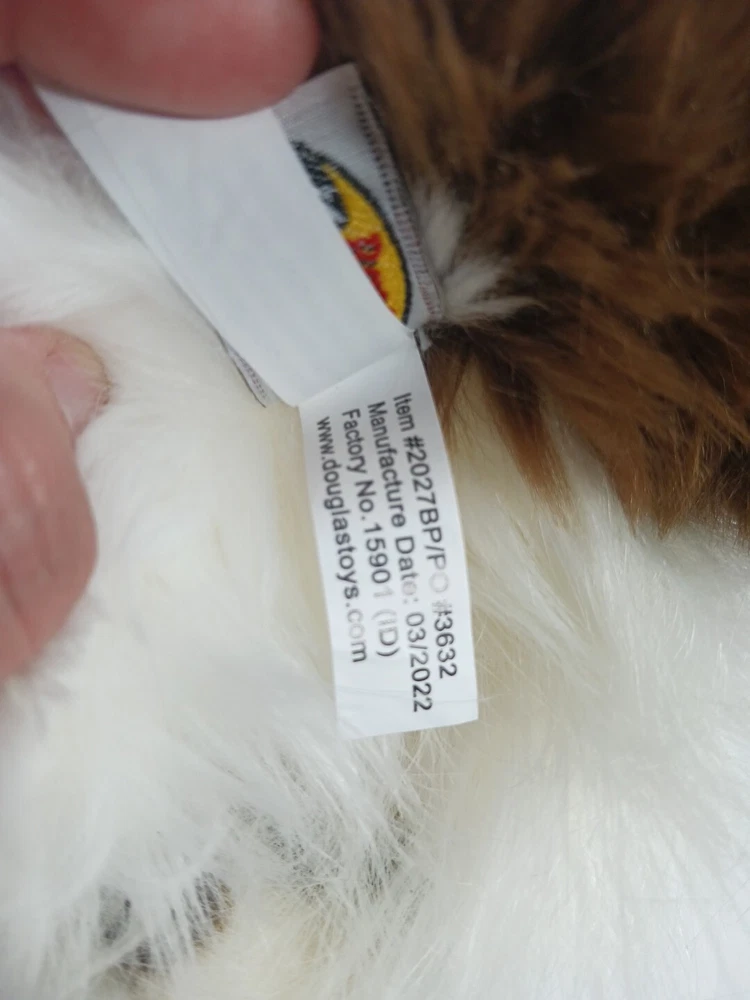 Item #2027BP/PO #3632
Manufacture Date: 03/2022
Factory No.15901 (ID)
www.douglastoys.com